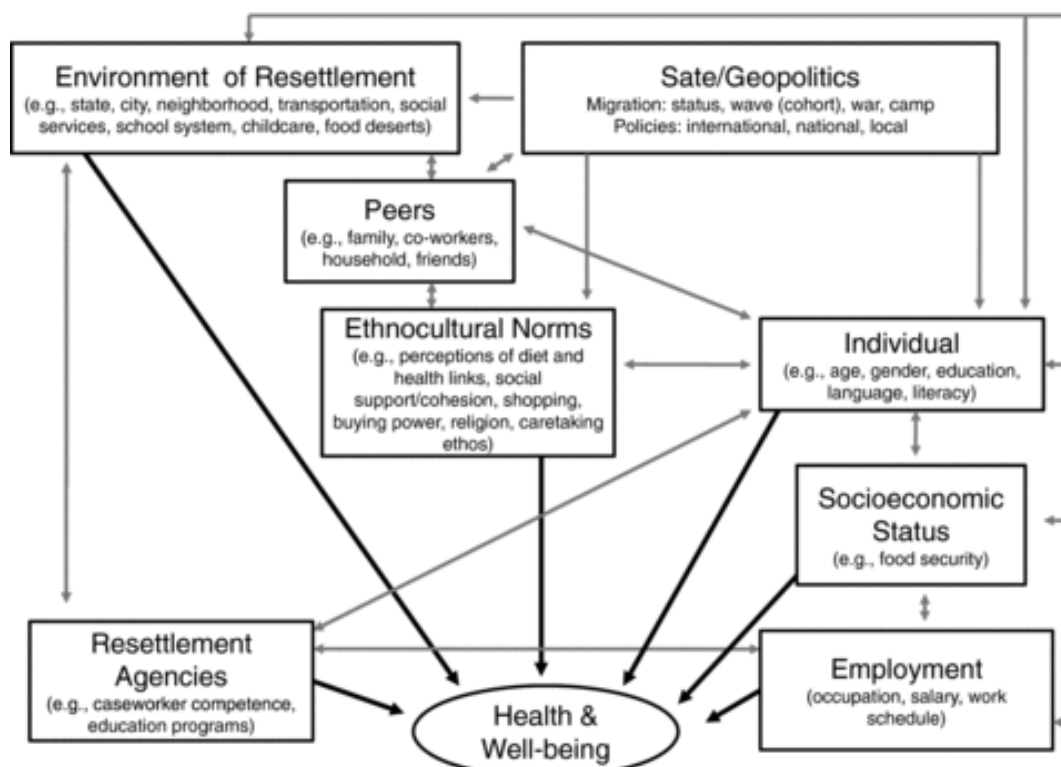 Environment of Resettlement
(e.g., state, city, neighborhood, transportation, social
services, school system, childcare, food deserts)
Sate/Geopolitics
Migration: status, wave (cohort), war, camp
Policies: international, national, local
Peers
(e.g., family, co-workers,
household, friends)
Ethnocultural Norms
(e.g., perceptions of diet and
health links, social
support/cohesion, shopping,
buying power, religion, caretaking
ethos)
Individual
(e.g., age, gender, education,
language, literacy)
Socioeconomic
Status
(e.g., food security)
Resettlement
Agencies
(e.g., caseworker competence,
education programs)
Employment
(occupation, salary, work
schedule)
Health &
Well-being